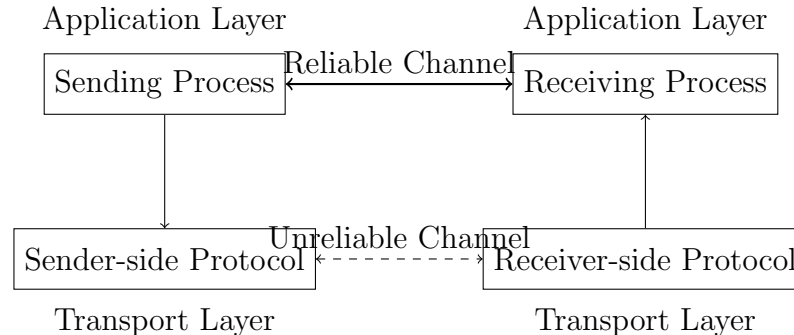 Application Layer
Application Layer
Reliable Channel
Sending Process
Receiving Process
Unreliable Channel
Sender-side Protocol
Receiver-side Protocol
Transport Layer
Transport Layer